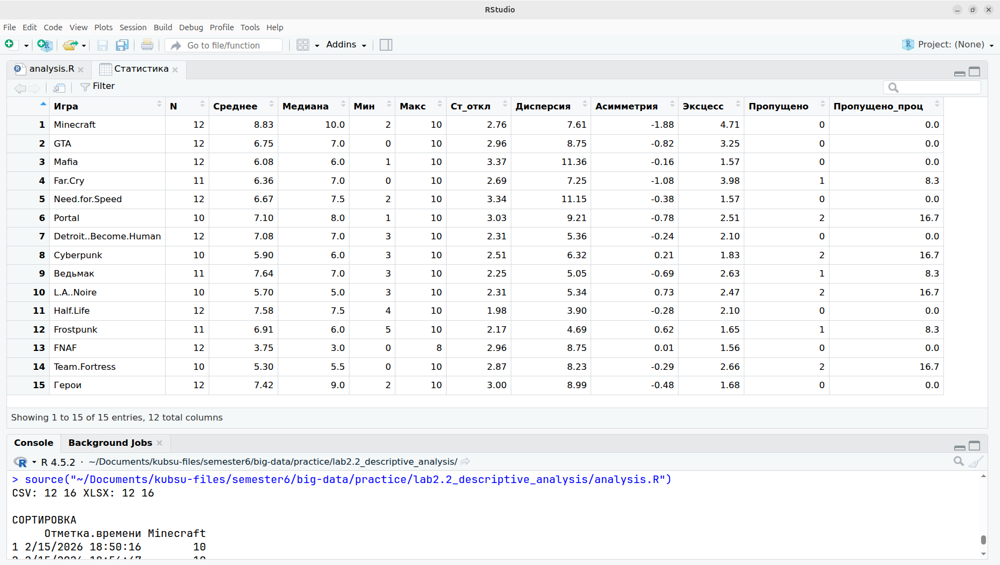 RStudio
File Edit Code View Plots Session Build Debug Profile Tools Help
Go to file/function Addins Project: (None)
analysis.R Статистика
Filter
Игра N Среднее Медиана Мин Макс Ст_откл Дисперсия Асимметрия Эксцесс Пропущено Пропущено_проц
1 Minecraft 12 8.83 10.0 2 10 2.76 7.61 -1.88 4.71 0 0.0
2 GTA 12 6.75 7.0 0 10 2.96 8.75 -0.82 3.25 0 0.0
3 Mafia 12 6.08 6.0 1 10 3.37 11.36 -0.16 1.57 0 0.0
4 Far.Cry 11 6.36 7.0 0 10 2.69 7.25 -1.08 3.98 1 8.3
5 Need.for.Speed 12 6.67 7.5 2 10 3.34 11.15 -0.38 1.57 0 0.0
6 Portal 10 7.10 8.0 1 10 3.03 9.21 -0.78 2.51 2 16.7
7 Detroit..Become.Human 12 7.08 7.0 3 10 2.31 5.36 -0.24 2.10 0 0.0
8 Cyberpunk 10 5.90 6.0 3 10 2.51 6.32 0.21 1.83 2 16.7
9 Ведьмак 11 7.64 7.0 3 10 2.25 5.05 -0.69 2.63 1 8.3
10 L.A..Noire 10 5.70 5.0 3 10 2.31 5.34 0.73 2.47 2 16.7
11 Half.Life 12 7.58 7.5 4 10 1.98 3.90 -0.28 2.10 0 0.0
12 Frostpunk 11 6.91 6.0 5 10 2.17 4.69 0.62 1.65 1 8.3
13 FNAF 12 3.75 3.0 0 8 2.96 8.75 0.01 1.56 0 0.0
14 Team.Fortress 10 5.30 5.5 0 10 2.87 8.23 -0.29 2.66 2 16.7
15 Герои 12 7.42 9.0 2 10 3.00 8.99 -0.48 1.68 0 0.0
Showing 1 to 15 of 15 entries, 12 total columns
Console Background Jobs
R 4.5.2 · ~/Documents/kubsu-files/semester6/big-data/practice/lab2.2_descriptive_analysis/
> source("~/Documents/kubsu-files/semester6/big-data/practice/lab2.2_descriptive_analysis/analysis.R")
CSV: 12 16 XLSX: 12 16
СОРТИРОВКА
Отметка.времени Minecraft
1 2/15/2026 18:50:16 10